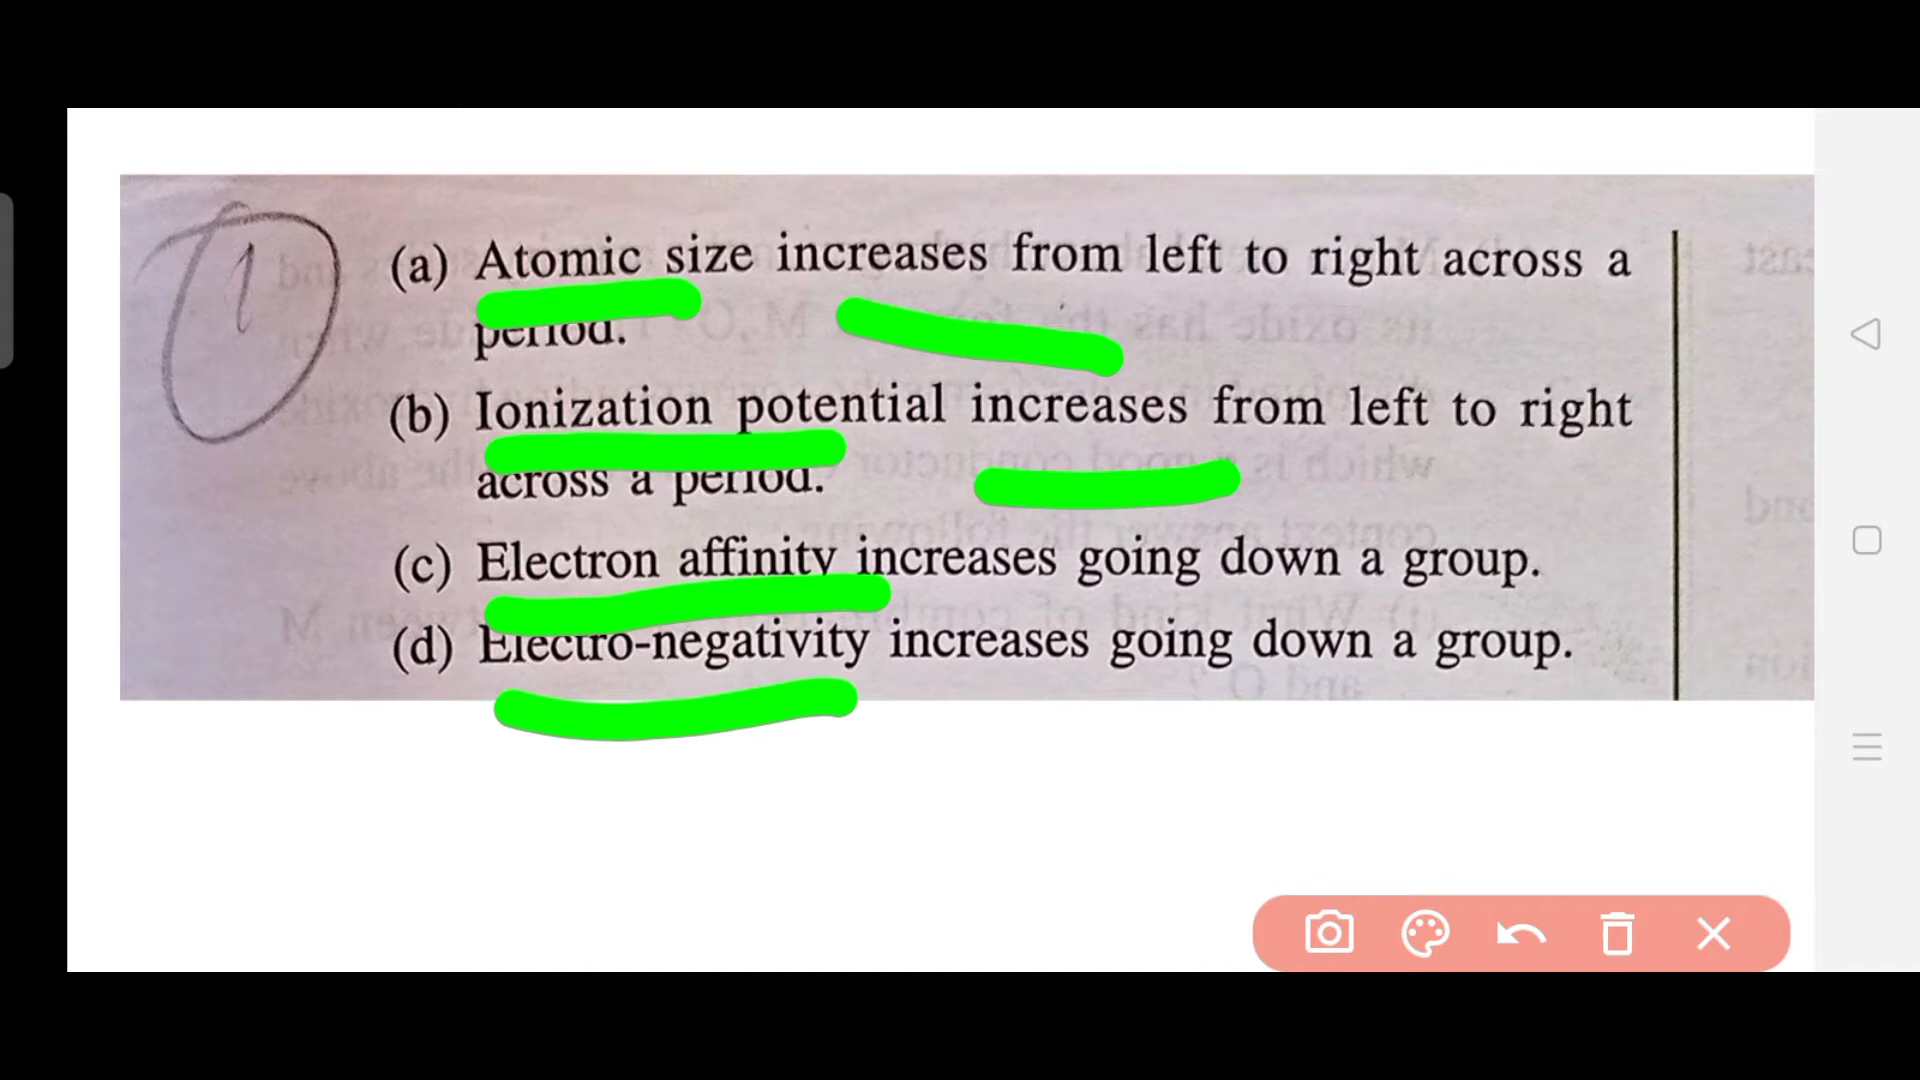 1
(a) Atomic size increases from left to right across a
period.
(b) Ionization potential increases from left to right
across a period.
(c) Electron affinity increases going down a group.
(d) Electro-negativity increases going down a group.